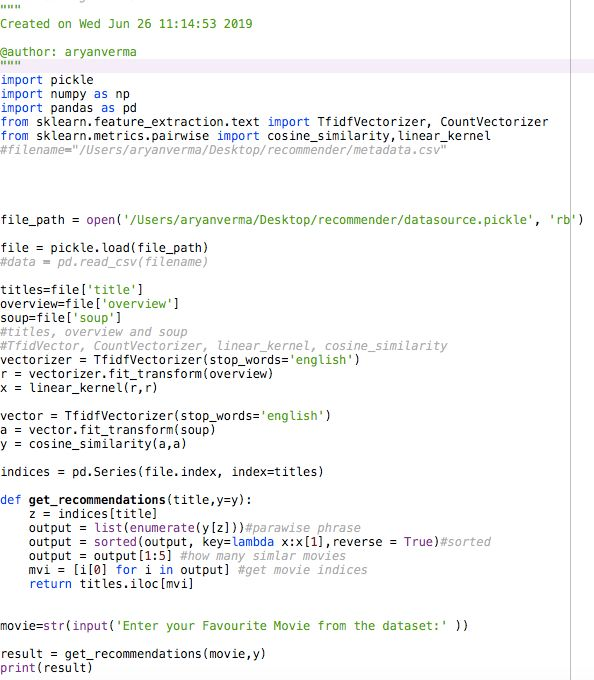 """
Created on Wed Jun 26 11:14:53 2019

@author: aryanverma
"""
import pickle
import numpy as np
import pandas as pd
from sklearn.feature_extraction.text import TfidfVectorizer, CountVectorizer
from sklearn.metrics.pairwise import cosine_similarity,linear_kernel
#filename="/Users/aryanverma/Desktop/recommender/metadata.csv"

file_path = open('/Users/aryanverma/Desktop/recommender/datasource.pickle', 'rb')

file = pickle.load(file_path)
#data = pd.read_csv(filename)

titles=file['title']
overview=file['overview']
soup=file['soup']
#titles, overview and soup
#TfidVector, CountVectorizer, linear_kernel, cosine_similarity
vectorizer = TfidfVectorizer(stop_words='english')
r = vectorizer.fit_transform(overview)
x = linear_kernel(r,r)

vector = TfidfVectorizer(stop_words='english')
a = vector.fit_transform(soup)
y = cosine_similarity(a,a)

indices = pd.Series(file.index, index=titles)

def get_recommendations(title,y=y):
    z = indices[title]
    output = list(enumerate(y[z]))#parawise phrase
    output = sorted(output, key=lambda x:x[1],reverse = True)#sorted
    output = output[1:5] #how many simlar movies
    mvi = [i[0] for i in output] #get movie indices
    return titles.iloc[mvi]

movie=str(input('Enter your Favourite Movie from the dataset:' ))

result = get_recommendations(movie,y)
print(result)